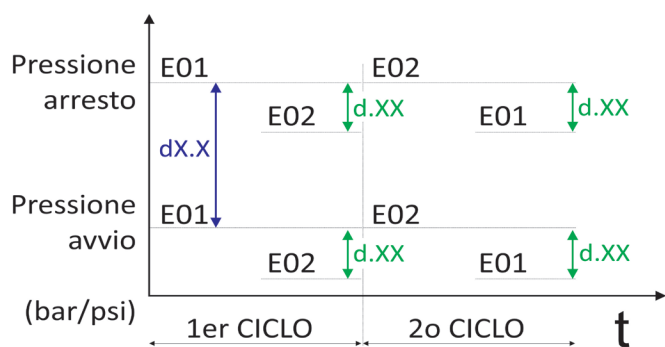 Pressione arresto
E01
E02
d.XX
d.XX
E02
E01
dX.X
Pressione avvio
E01
E02
d.XX
d.XX
E02
E01
(bar/psi)
1er CICLO
2o CICLO
t